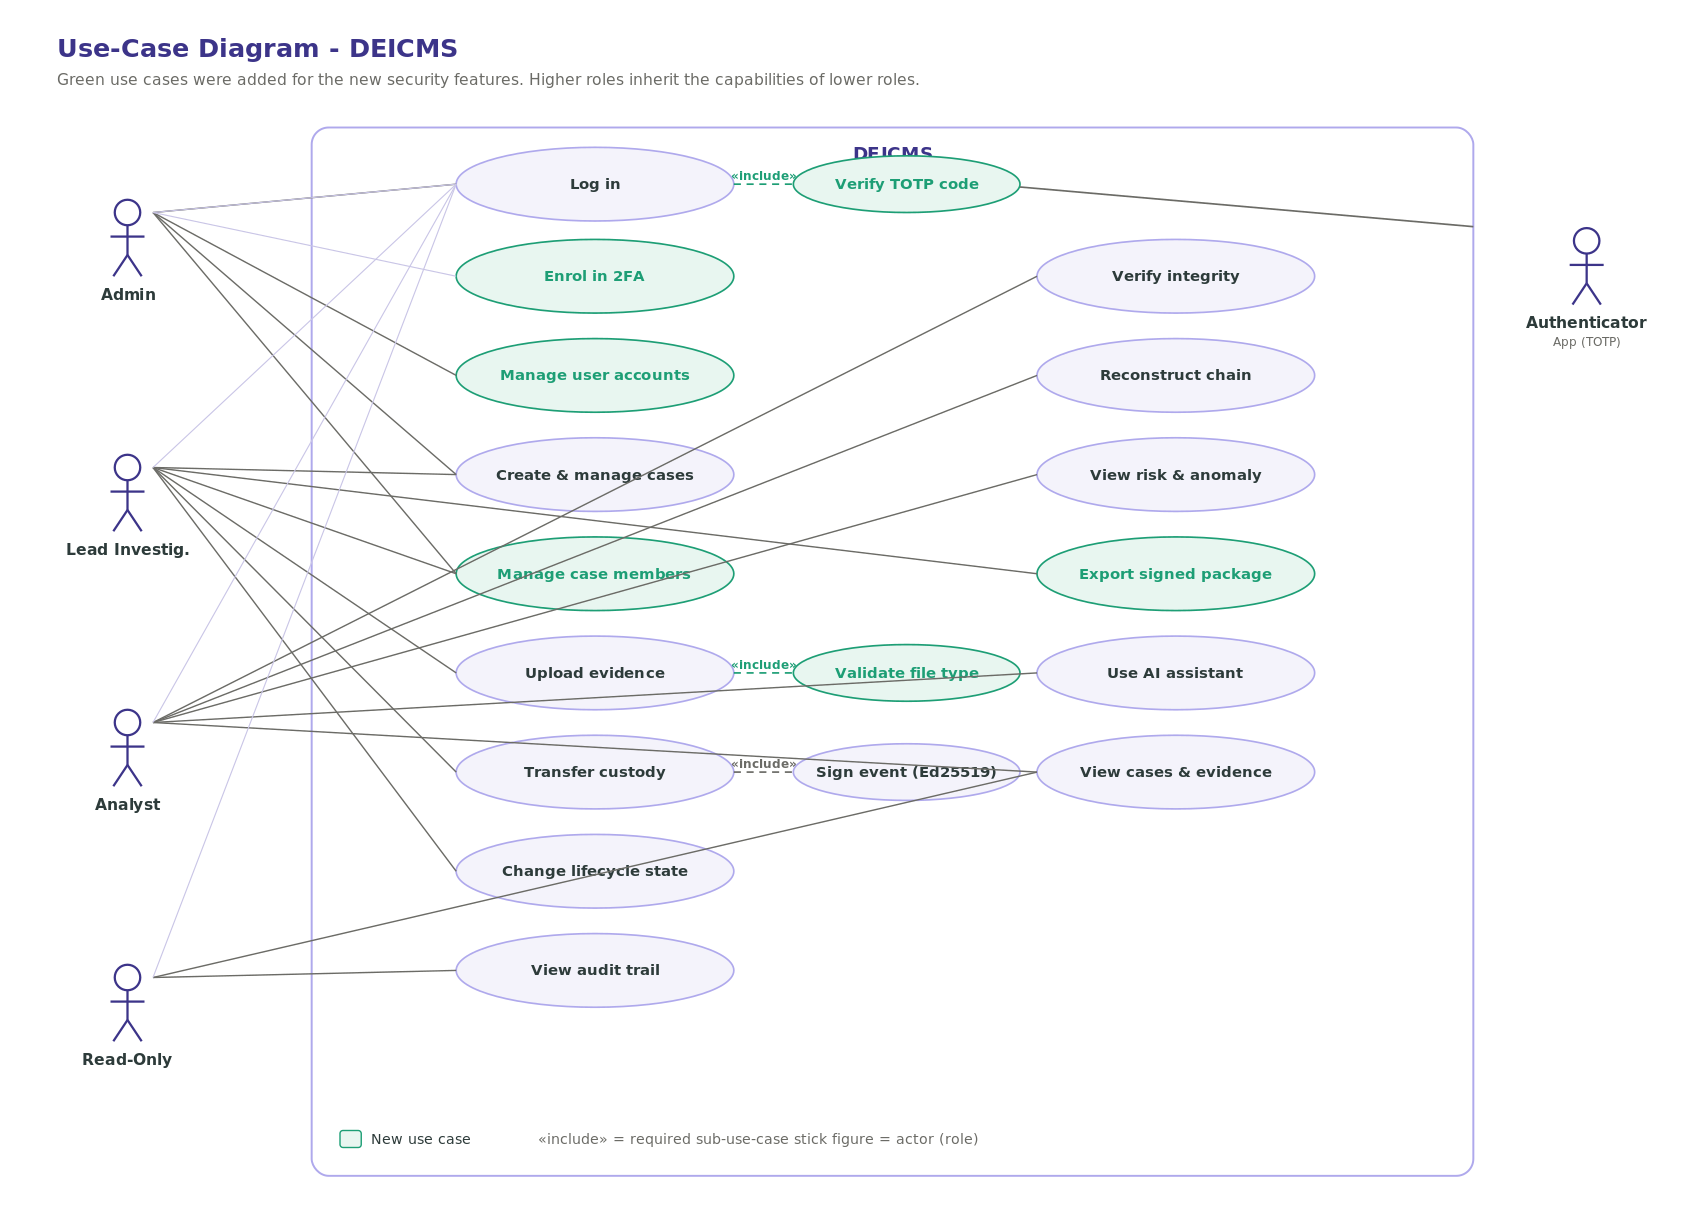 Use-Case Diagram - DEICMS
Green use cases were added for the new security features. Higher roles inherit the capabilities of lower roles.
DEICMS
Log in
«include»
Verify TOTP code
Admin
Enrol in 2FA
Verify integrity
Authenticator
App (TOTP)
Manage user accounts
Reconstruct chain
Lead Investig.
Create & manage cases
View risk & anomaly
Manage case members
Export signed package
Upload evidence
«include»
Validate file type
Use AI assistant
Analyst
Transfer custody
«include»
Sign event (Ed25519)
View cases & evidence
Change lifecycle state
View audit trail
Read-Only
New use case
«include» = required sub-use-case stick figure = actor (role)